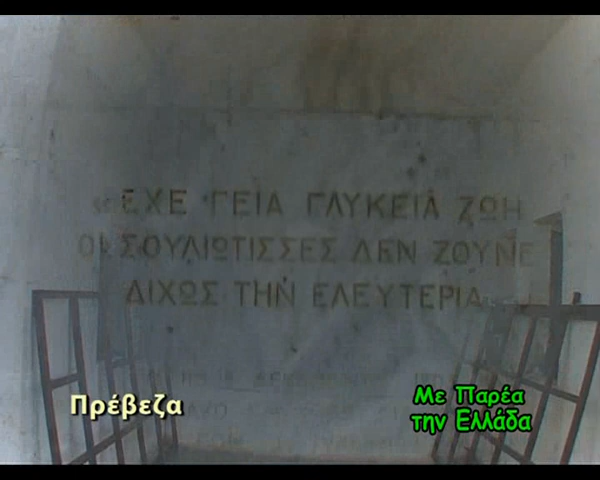 «ΕΧΕ ΓΕΙΑ ΓΛΥΚΕΙΑ ΖΩΗ
ΟΙ ΣΟΥΛΙΩΤΙΣΣΕΣ ΔΕΝ ΖΟΥΝΕ
ΔΙΧΩΣ ΤΗΝ ΕΛΕΥΤΕΡΙΑ
Πρέβεζα
Με Παρέα
την Ελλάδα